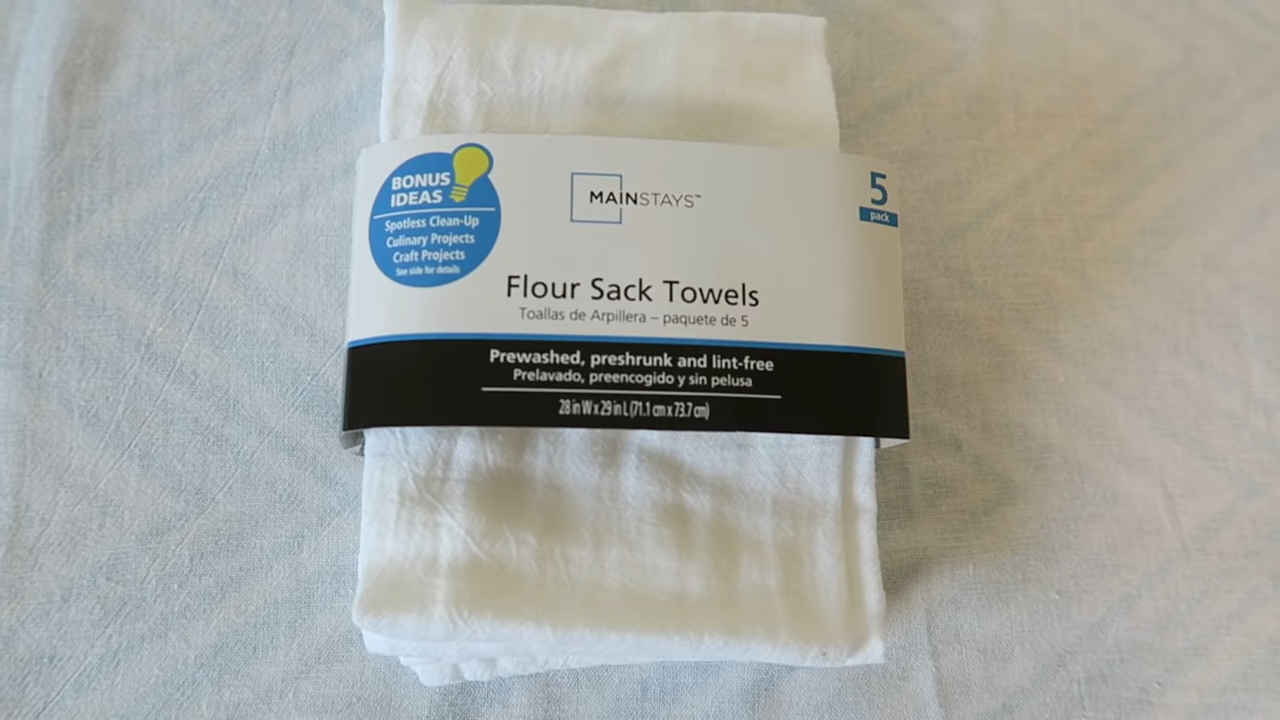 BONUS
IDEAS
Spotless Clean-Up
Culinary Projects
Craft Projects
See side for details
MAINSTAYS™
5
pack
Flour Sack Towels
Toallas de Arpillera – paquete de 5
Prewashed, preshrunk and lint-free
Prelavado, preencogido y sin pelusa
28 in W x 29 in L (71.1 cm x 73.7 cm)